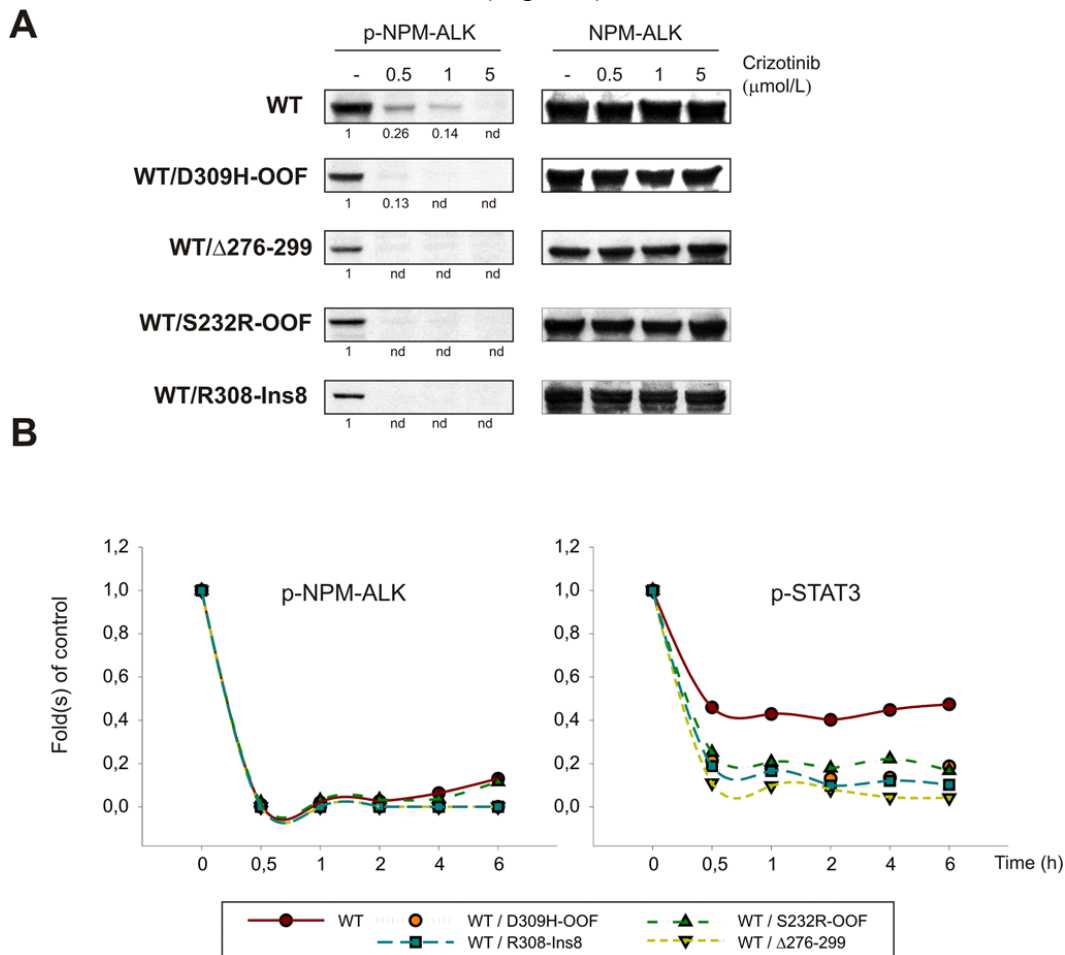 A
p-NPM-ALK NPM-ALK
- 0.5 1 5 - 0.5 1 5 Crizotinib
(μmol/L)
WT
1 0.26 0.14 nd
WT/D309H-OOF
1 0.13 nd nd
WT/Δ276-299
1 nd nd nd
WT/S232R-OOF
1 nd nd nd
WT/R308-Ins8
1 nd nd nd
B
p-NPM-ALK p-STAT3
Fold(s) of control
1,2 1,2
1,0 1,0
0,8 0,8
0,6 0,6
0,4 0,4
0,2 0,2
0,0 0,0
0 0,5 1 2 4 6 0 0,5 1 2 4 6 Time (h)
WT WT / D309H-OOF WT / S232R-OOF
WT / R308-Ins8 WT / Δ276-299